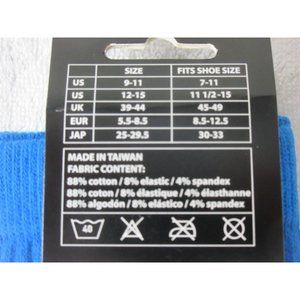 SIZE FITS SHOE SIZE
US 9-11 7-11
US 12-15 11 1/2-15
UK 39-44 45-49
EUR 5.5-8.5 8.5-12.5
JAP 25-29.5 30-33
MADE IN TAIWAN
FABRIC CONTENT:
88% cotton / 8% elastic / 4% spandex
88% coton / 8% élastique / 4% élasthanne
88% algodón / 8% elástico / 4% spandex
40